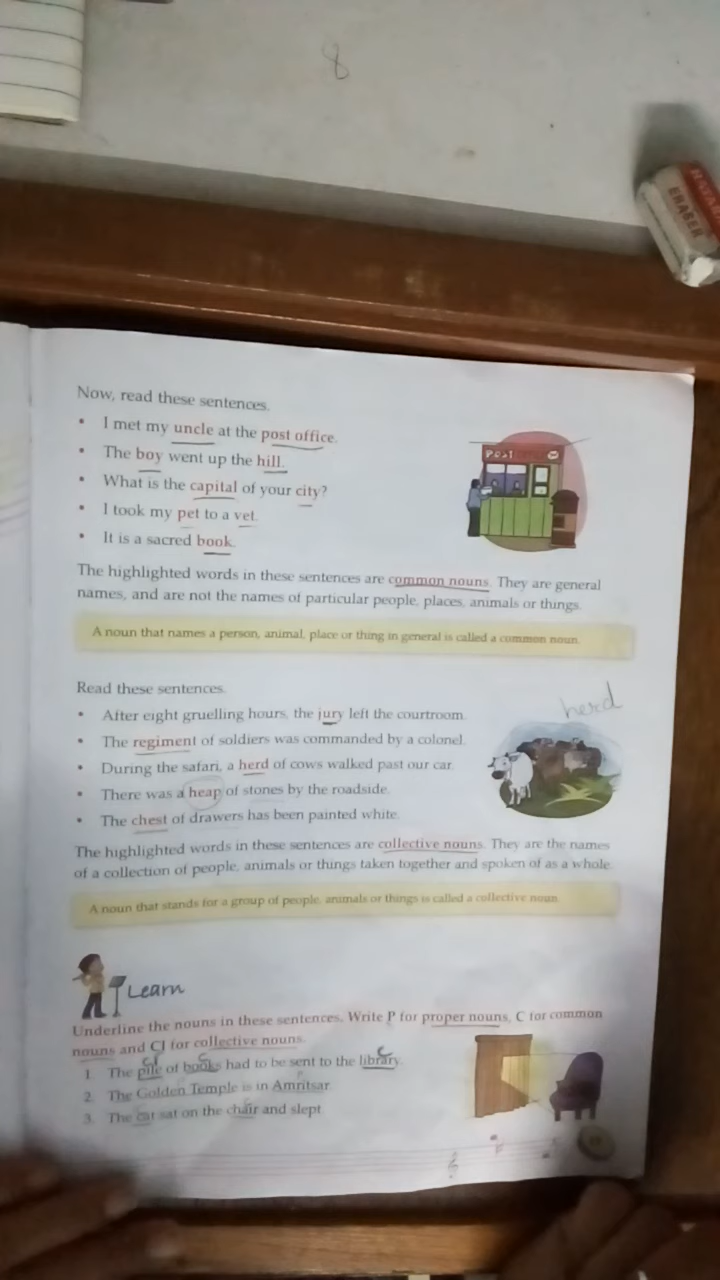 8
ERASER
Now, read these sentences.
• I met my uncle at the post office.
• The boy went up the hill.
• What is the capital of your city?
• I took my pet to a vet.
• It is a sacred book.
The highlighted words in these sentences are common nouns. They are general
names, and are not the names of particular people, places, animals or things.
A noun that names a person, animal, place or thing in general is called a common noun.
Read these sentences.
herd
• After eight gruelling hours, the jury left the courtroom.
• The regiment of soldiers was commanded by a colonel.
• During the safari, a herd of cows walked past our car.
• There was a heap of stones by the roadside.
• The chest of drawers has been painted white.
The highlighted words in these sentences are collective nouns. They are the names
of a collection of people, animals or things taken together and spoken of as a whole.
A noun that stands for a group of people, animals or things is called a collective noun.
Learn
Underline the nouns in these sentences. Write P for proper nouns, C for common
nouns and Cl for collective nouns.
Cl C C
1. The pile of books had to be sent to the library.
2. The Golden Temple is in Amritsar.
3. The cat sat on the chair and slept.